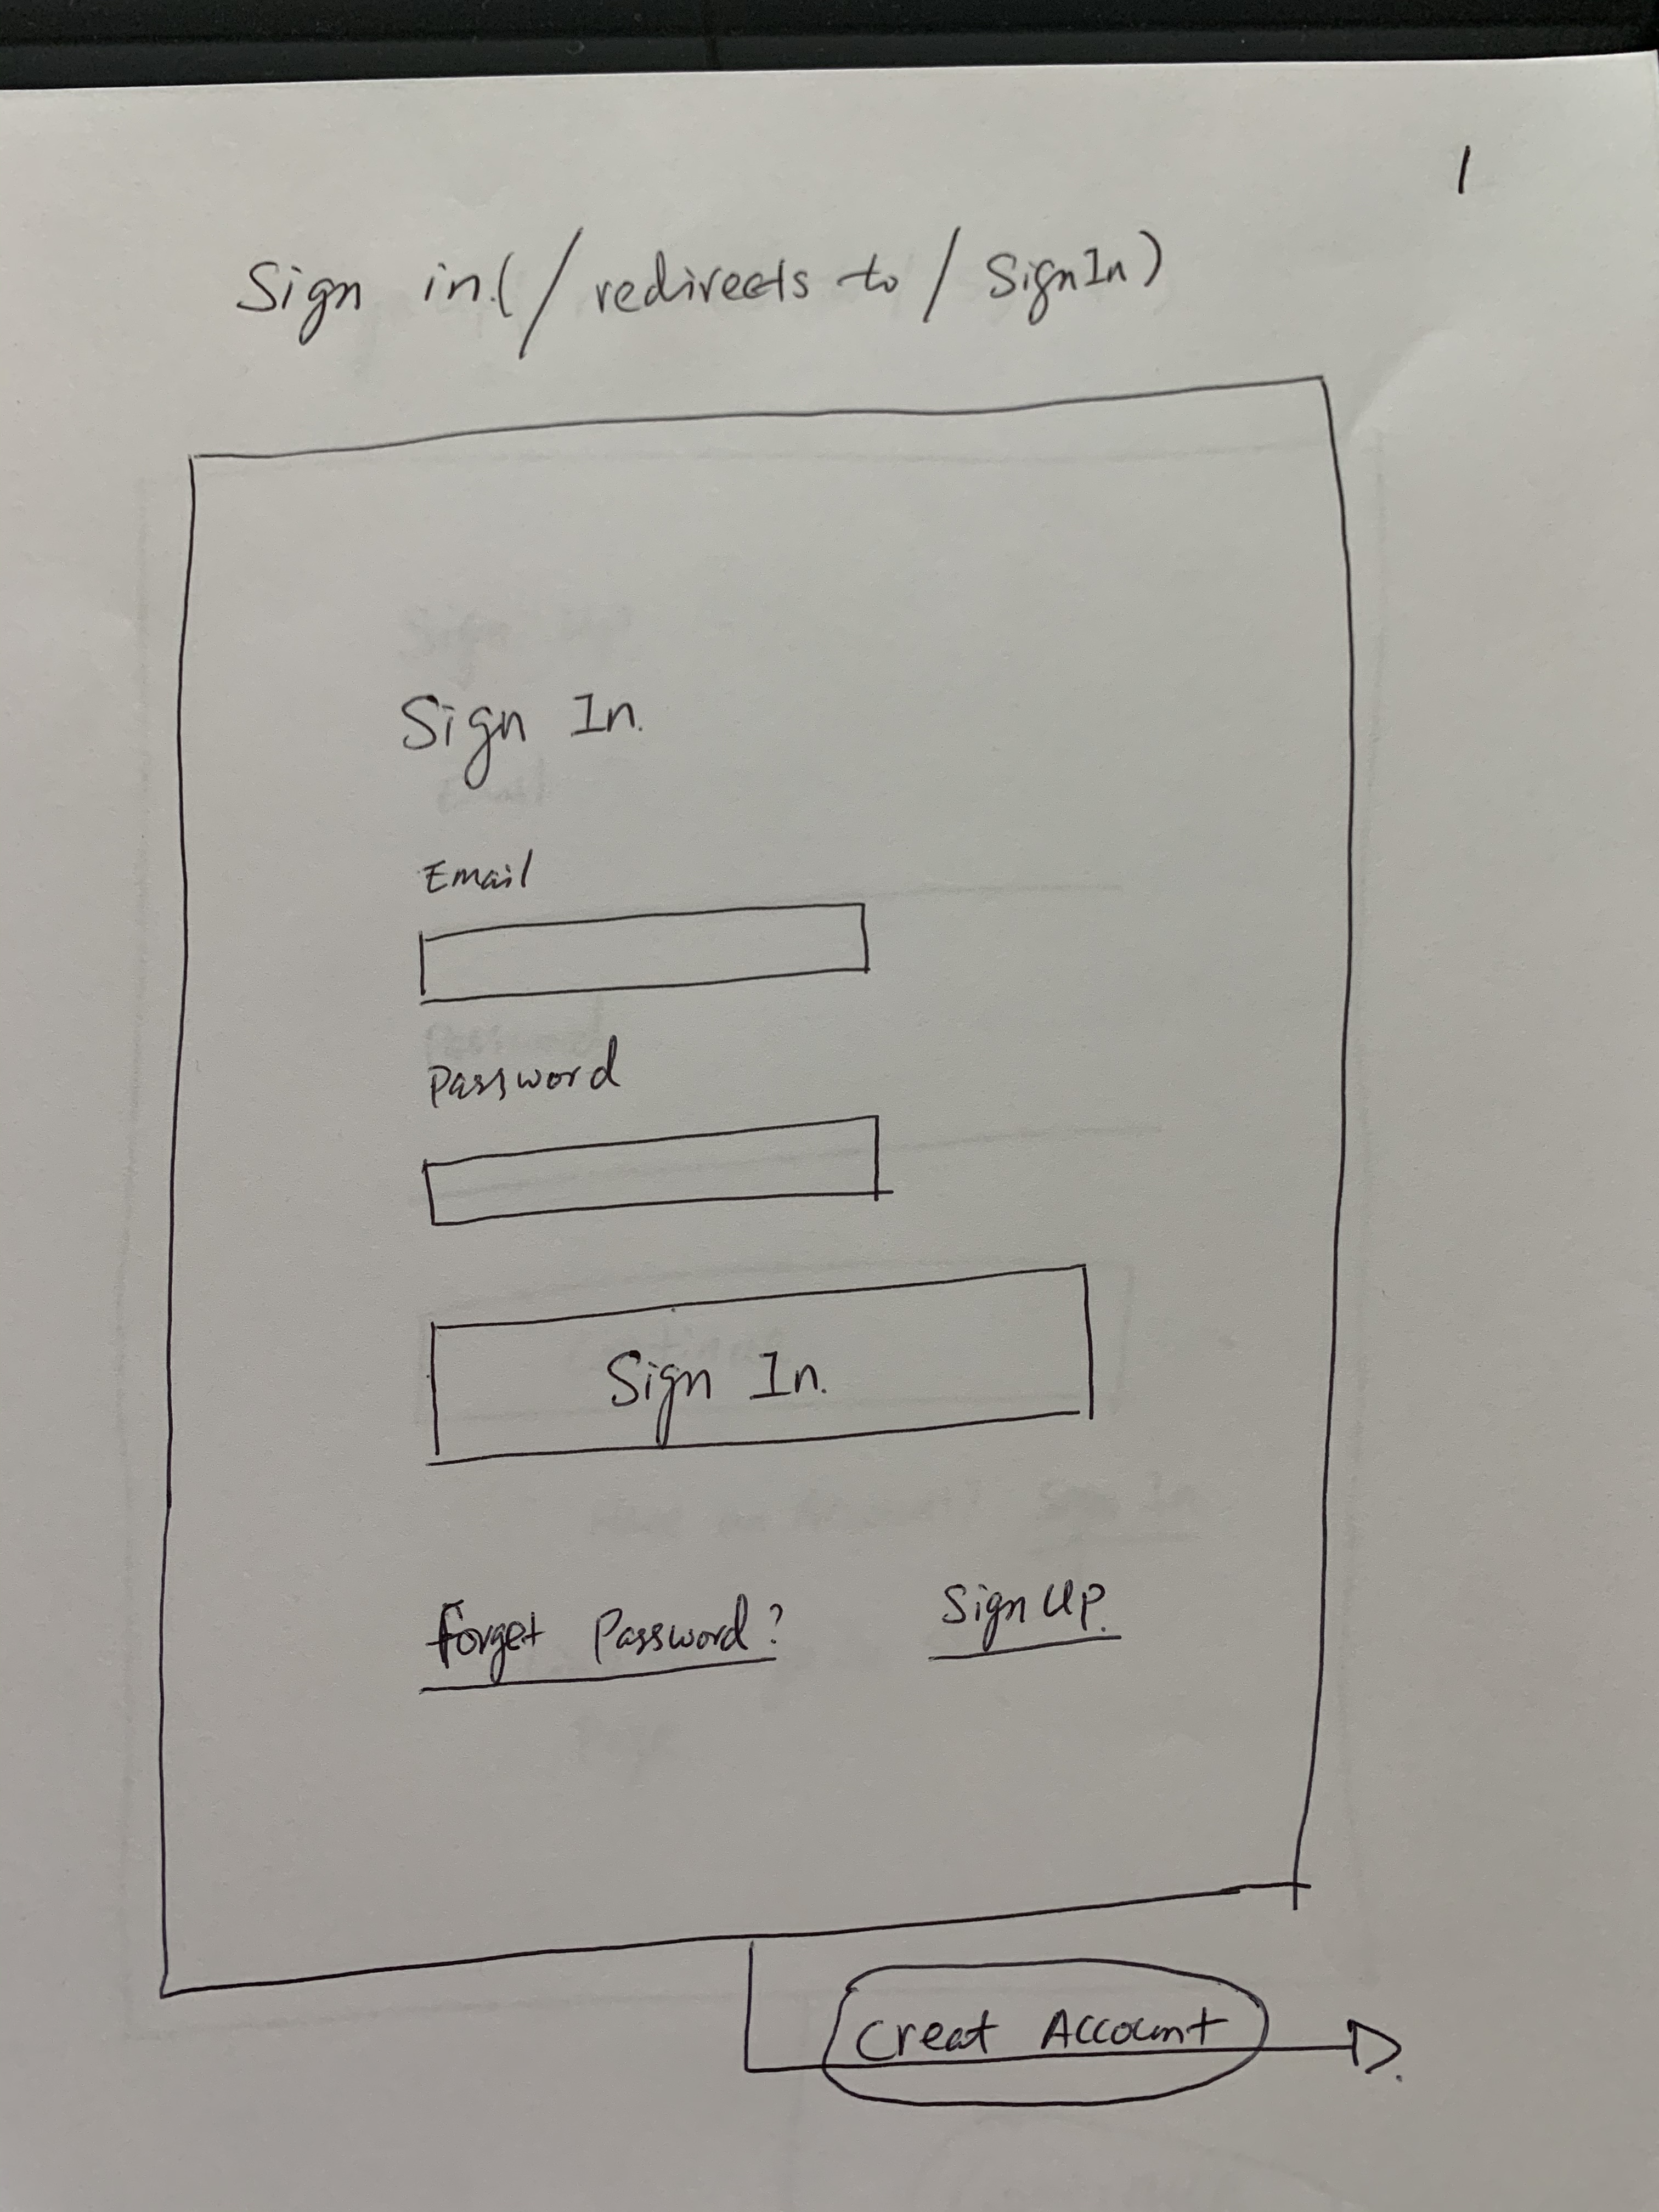 1
Sign in (/ redirects to / SignIn)
Sign In.
Email
Password
Sign In.
Forget Password?
Sign Up.
Creat Account